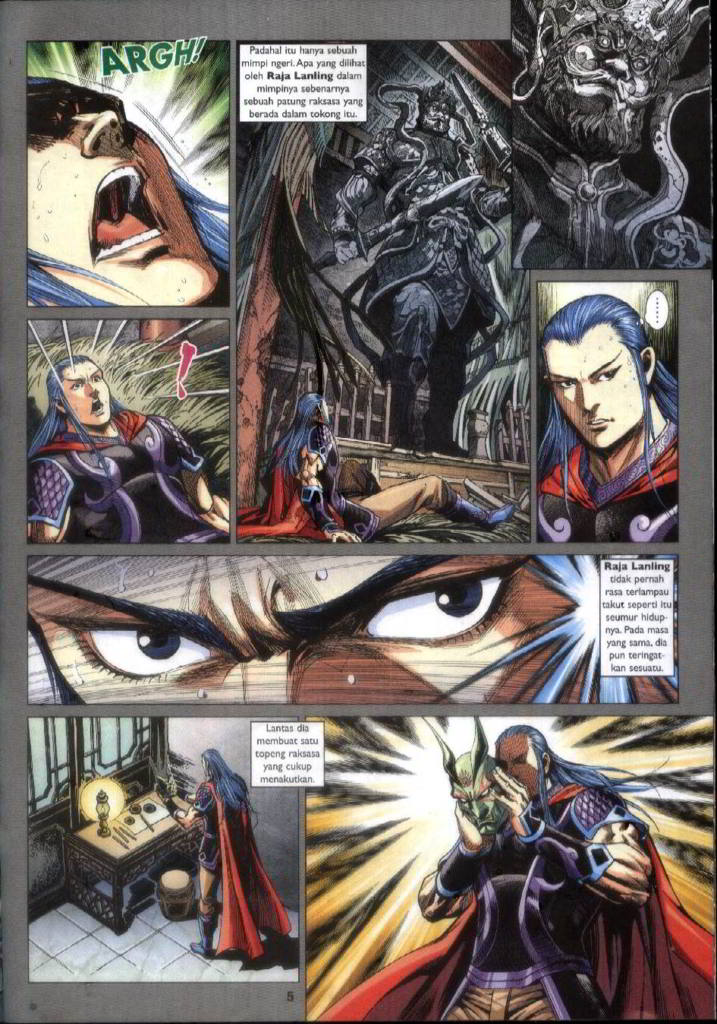 ARGH!
Padahal itu hanya sebuah
mimpi ngeri. Apa yang dilihat
oleh Raja Lanling dalam
mimpinya sebenarnya
sebuah patung raksasa yang
berada dalam tokong itu.
!
......
Raja Lanling
tidak pernah
rasa terlampau
takut seperti itu
seumur hidup-
nya. Pada masa
yang sama, dia
pun teringat-
kan sesuatu.
Lantas dia
membuat satu
topeng raksasa
yang cukup
menakutkan.
5